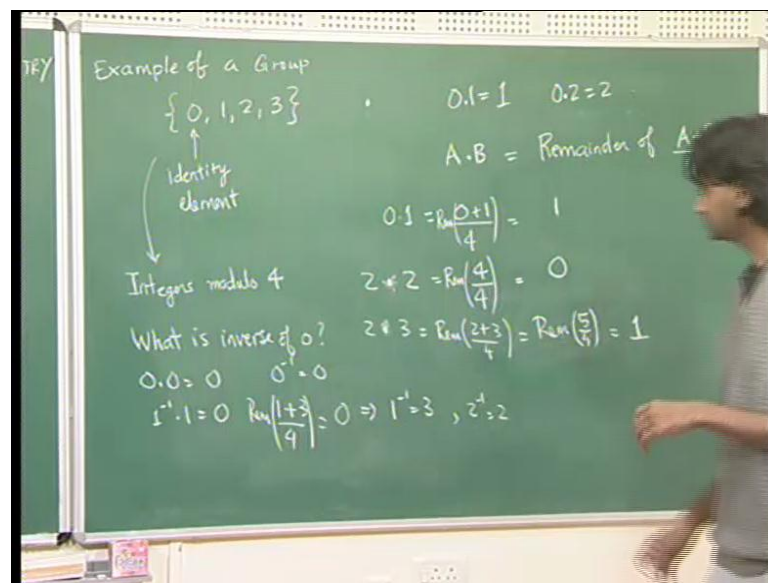 TRY
Example of a Group
{0, 1, 2, 3} · 0.1 = 1 0.2 = 2
A·B = Remainder of A
Identity
element
0·1 = Rem(0+1/4) = 1
Integers modulo 4 2 · 2 = Rem(4/4) = 0
What is inverse of 0? 2 · 3 = Rem(2+3/4) = Rem(5/4) = 1
0.0 = 0 0⁻¹ = 0
1⁻¹·1 = 0 Rem(1+3/4) = 0 ⇒ 1⁻¹ = 3 , 2⁻¹ = 2